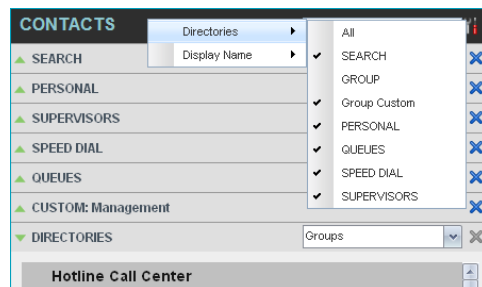 CONTACTS
Directories
Display Name
All
SEARCH
GROUP
Group Custom
PERSONAL
QUEUES
SPEED DIAL
SUPERVISORS
SEARCH
PERSONAL
SUPERVISORS
SPEED DIAL
QUEUES
CUSTOM: Management
DIRECTORIES
Groups
Hotline Call Center